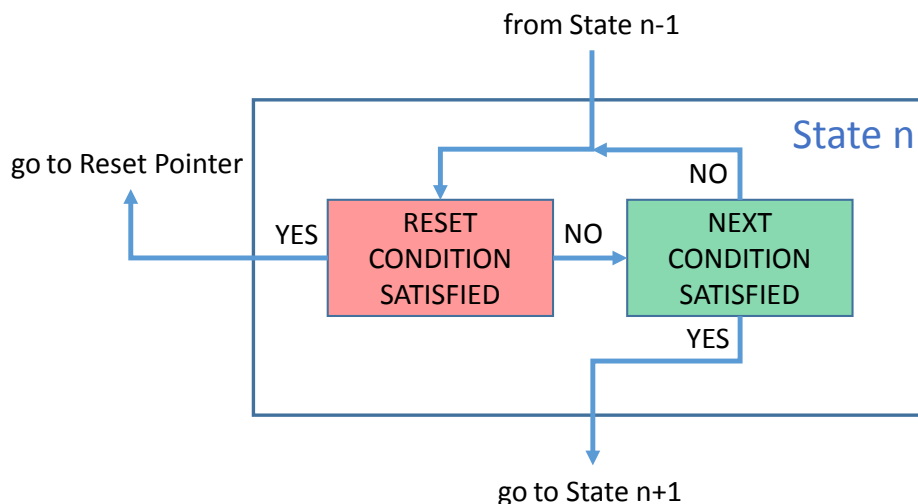 from State n-1
State n
go to Reset Pointer
NO
YES
RESET
CONDITION
SATISFIED
NO
NEXT
CONDITION
SATISFIED
YES
go to State n+1